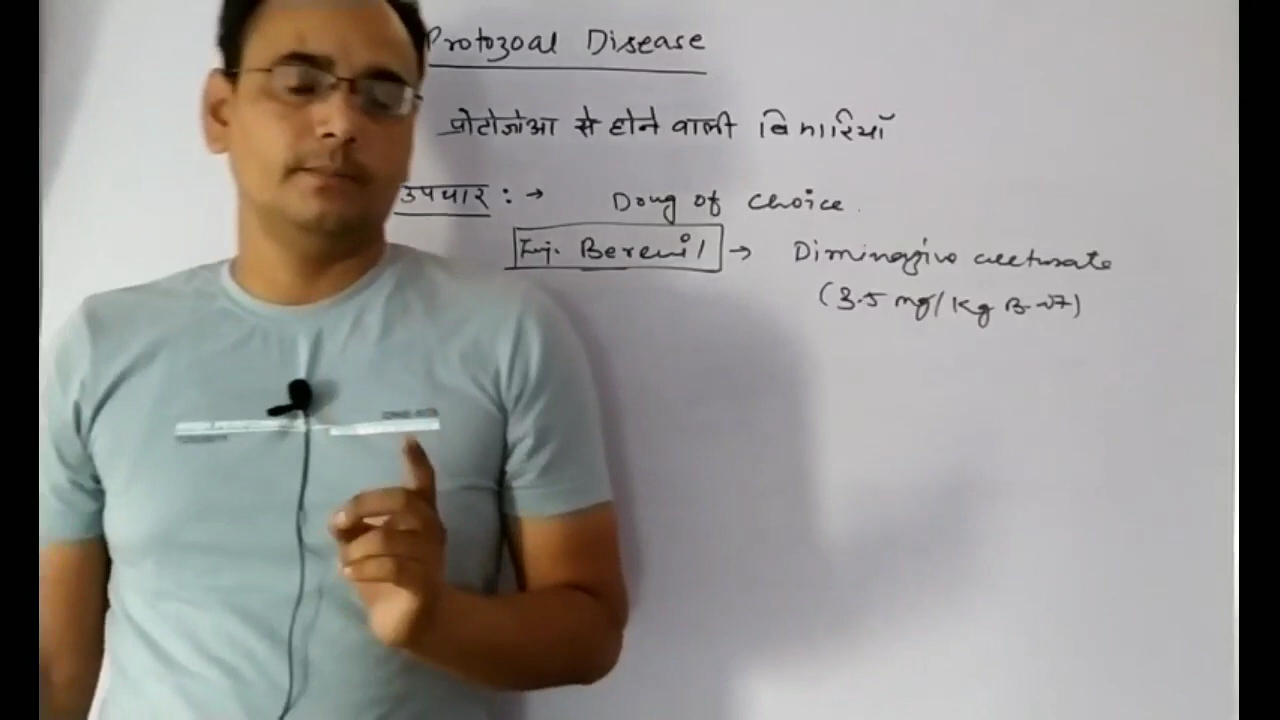 Protozoal Disease
प्रोटोजोआ से होने वाली बिमारियाँ
उपचार :→ Drug of choice.
Inj. Berenil → Diminazine aceturate
(3.5 mg/kg B.wt)